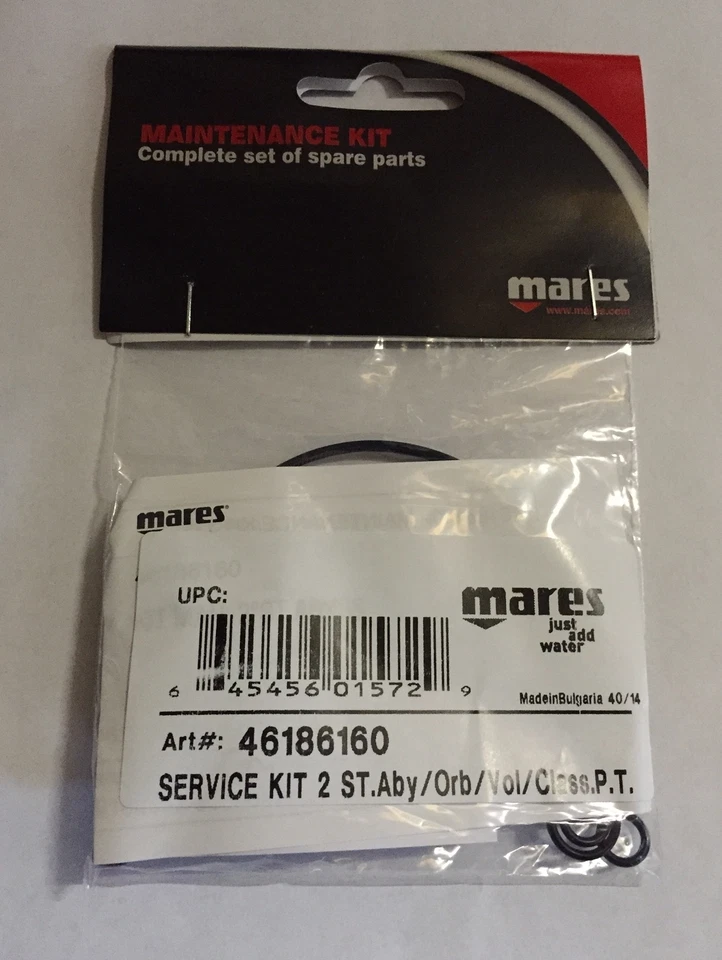 MAINTENANCE KIT
Complete set of spare parts
mares
www.mares.com
mares
UPC:
mares
just
add
water
6 45456 01572 9
MadeinBulgaria 40/14
Art#: 46186160
SERVICE KIT 2 ST.Aby/Orb/Vol/Class.P.T.